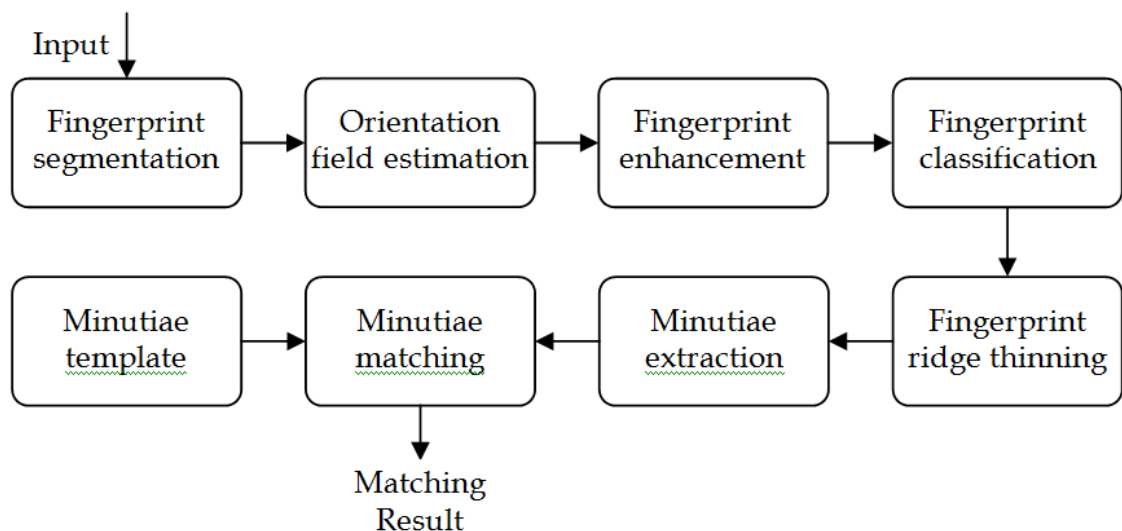 Input
Fingerprint
segmentation
Orientation
field estimation
Fingerprint
enhancement
Fingerprint
classification
Minutiae
template
Minutiae
matching
Minutiae
extraction
Fingerprint
ridge thinning
Matching
Result